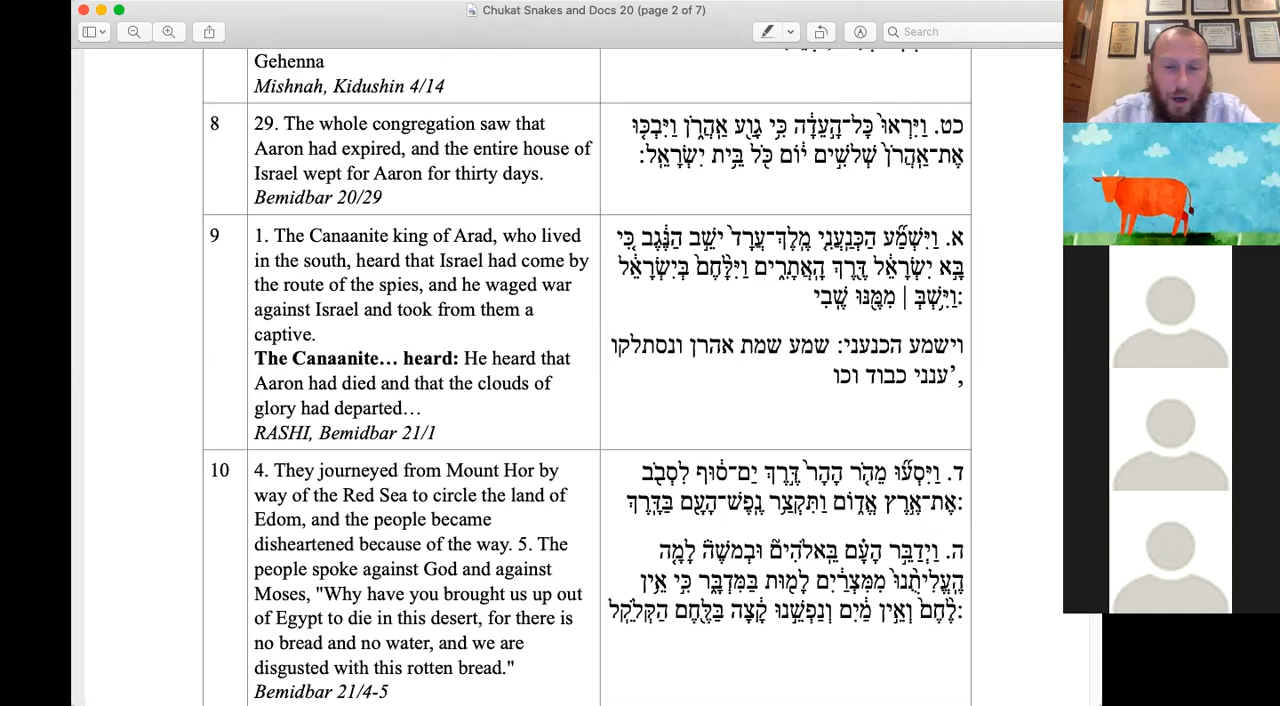 Chukat Snakes and Docs 20 (page 2 of 7)
Search
Gehenna
Mishnah, Kidushin 4/14
8
29. The whole congregation saw that
Aaron had expired, and the entire house of
Israel wept for Aaron for thirty days.
Bemidbar 20/29
כט. וַיִּרְאוּ֙ כָּל־הָ֣עֵדָ֔ה כִּ֥י גָוַ֖ע אַֽהֲרֹ֑ן וַיִּבְכּ֤וּ
אֶת־אַֽהֲרֹן֙ שְׁלֹשִׁ֣ים י֔וֹם כֹּ֖ל בֵּ֥ית יִשְׂרָאֵֽל:
9
1. The Canaanite king of Arad, who lived
in the south, heard that Israel had come by
the route of the spies, and he waged war
against Israel and took from them a
captive.
The Canaanite… heard: He heard that
Aaron had died and that the clouds of
glory had departed…
RASHI, Bemidbar 21/1
א. וַיִּשְׁמַ֞ע הַכְּנַֽעֲנִ֤י מֶֽלֶךְ־עֲרָד֙ ישֵׁ֣ב הַנֶּ֔גֶב כִּ֚י
בָּ֣א יִשְׂרָאֵ֔ל דֶּ֖רֶךְ הָֽאֲתָרִ֑ים וַיִּלָּ֨חֶם֙ בְּיִשְׂרָאֵ֔ל
:וַיִּ֥שְׁבְּ | מִמֶּ֖נּוּ שֶֽׁבִי
וישמע הכנעני: שמע שמת אהרן ונסתלקו
ענני כבוד וכו’,
10
4. They journeyed from Mount Hor by
way of the Red Sea to circle the land of
Edom, and the people became
disheartened because of the way. 5. The
people spoke against God and against
Moses, "Why have you brought us up out
of Egypt to die in this desert, for there is
no bread and no water, and we are
disgusted with this rotten bread."
Bemidbar 21/4-5
ד. וַיִּסְע֞וּ מֵהֹ֤ר הָהָר֙ דֶּ֣רֶךְ יַם־ס֔וּף לִסְבֹ֖ב
:אֶת־אֶ֣רֶץ אֱד֑וֹם וַתִּקְצַ֥ר נֶֽפֶשׁ־הָעָ֖ם בַּדָּֽרֶךְ
ה. וַיְדַבֵּ֣ר הָעָ֗ם בֵּֽאלֹהִים֘ וּבְמשֶׁה֒ לָמָ֤ה
הֶֽעֱלִיתֻ֨נוּ֙ מִמִּצְרַ֔יִם לָמ֖וּת בַּמִּדְבָּ֑ר כִּ֣י אֵ֥ין
:לֶ֨חֶם֙ וְאֵ֣ין מַ֔יִם וְנַפְשֵׁ֣נוּ קָ֔צָה בַּלֶּ֖חֶם הַקְּלֹקֵֽל